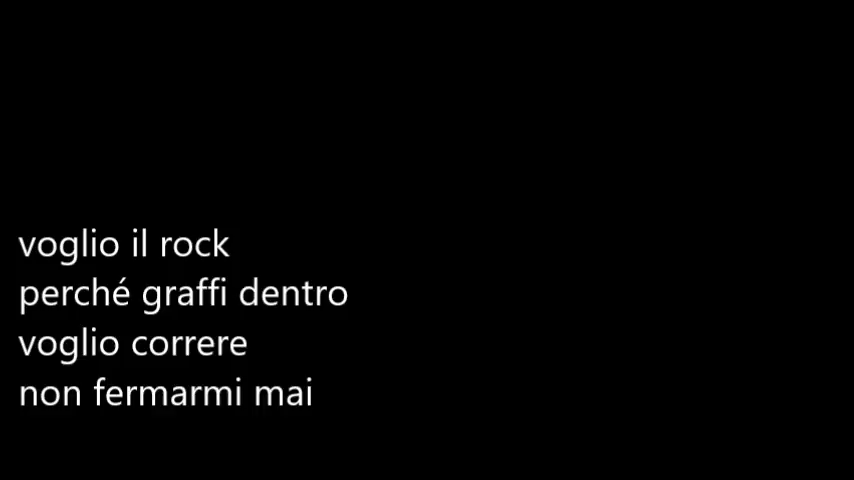 voglio il rock
perché graffi dentro
voglio correre
non fermarmi mai